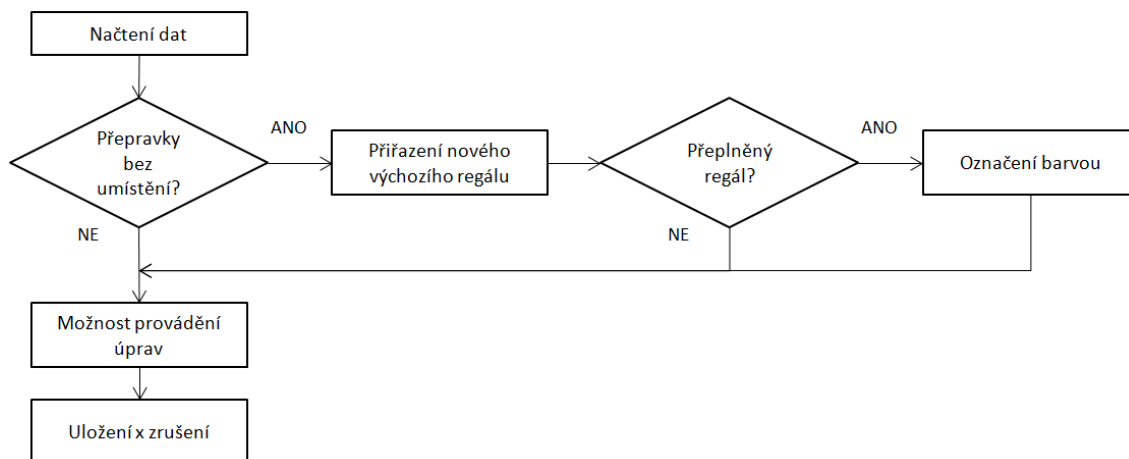 Načtení dat
Přepravky
bez
umístění?
ANO
Přiřazení nového
výchozího regálu
Přeplněný
regál?
ANO
Označení barvou
NE
NE
Možnost provádění
úprav
Uložení x zrušení